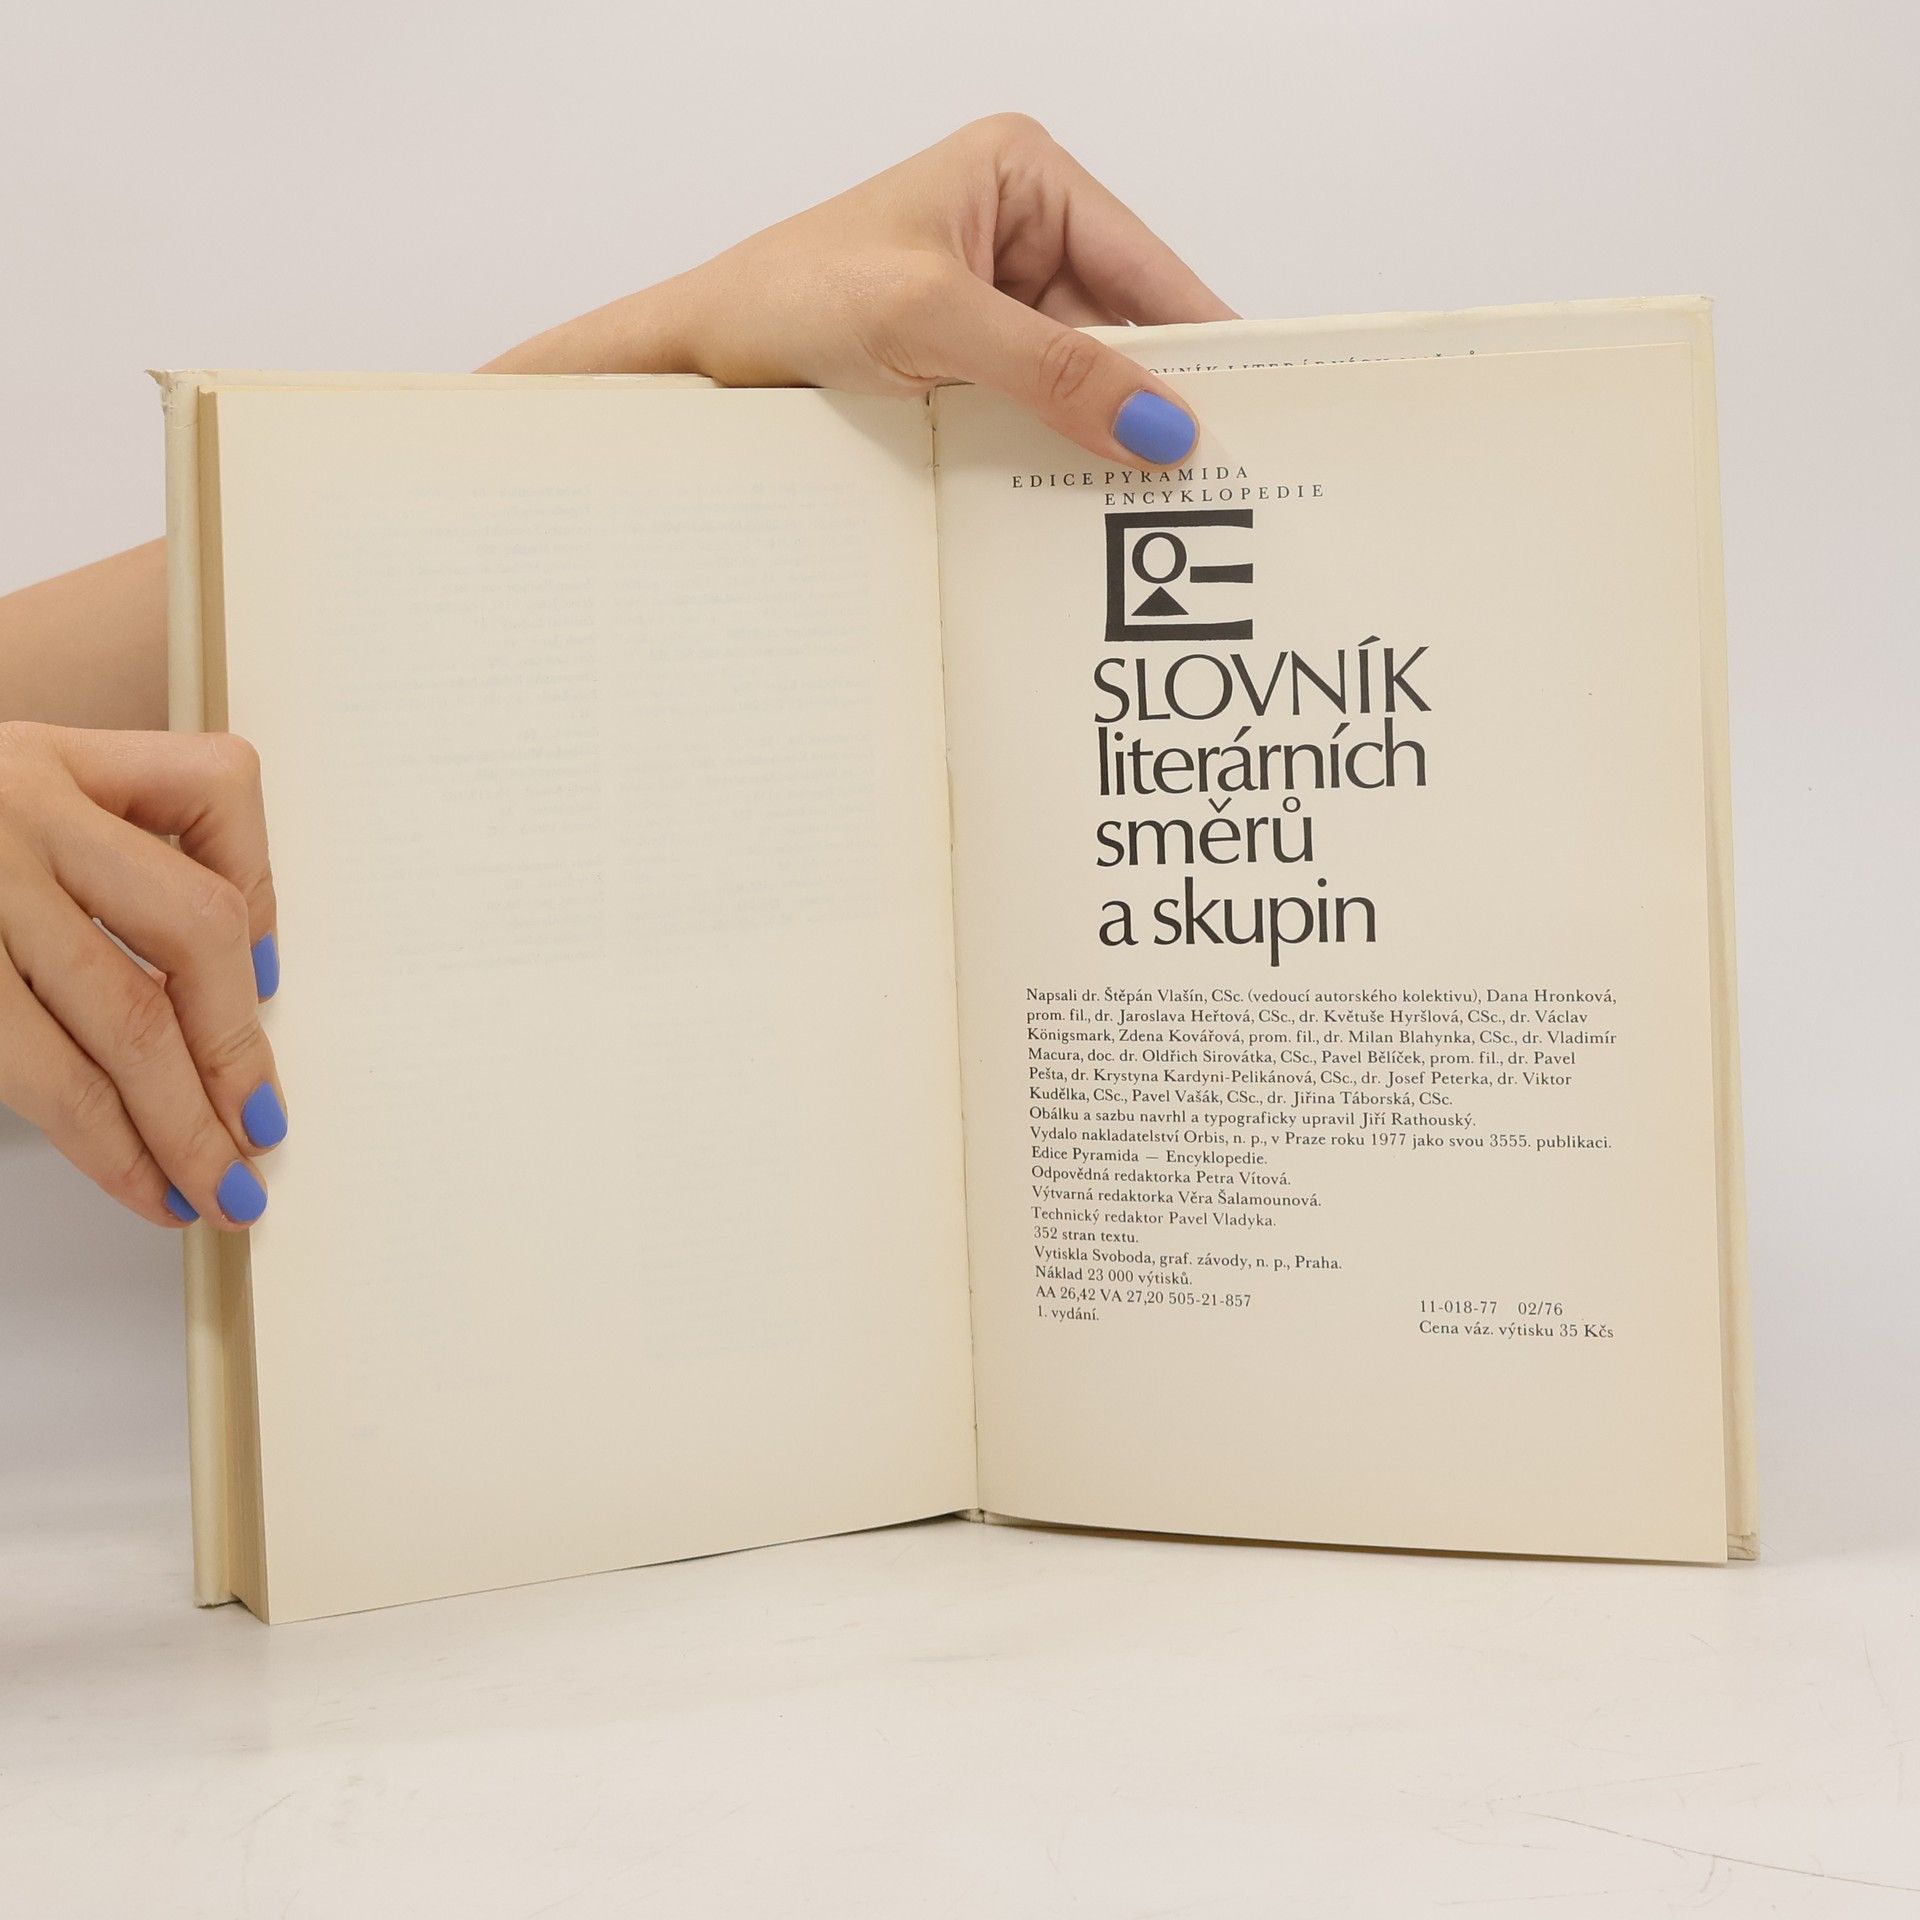 EDICE PYRAMIDA
ENCYKLOPEDIE
SLOVNÍK
literárních
směrů
a skupin
Napsali dr. Štěpán Vlašín, CSc. (vedoucí autorského kolektivu), Dana Hronková,
prom. fil., dr. Jaroslava Heřtová, CSc., dr. Květuše Hyršlová, CSc., dr. Václav
Königsmark, Zdena Kovářová, prom. fil., dr. Milan Blahynka, CSc., dr. Vladimír
Macura, doc. dr. Oldřich Sirovátka, CSc., Pavel Bělíček, prom. fil., dr. Pavel
Pešta, dr. Krystyna Kardyni-Pelikánová, CSc., dr. Josef Peterka, dr. Viktor
Kudělka, CSc., Pavel Vašák, CSc., dr. Jiřina Táborská, CSc.
Obálku a sazbu navrhl a typograficky upravil Jiří Rathouský.
Vydalo nakladatelství Orbis, n. p., v Praze roku 1977 jako svou 3555. publikaci.
Edice Pyramida — Encyklopedie.
Odpovědná redaktorka Petra Vítová.
Výtvarná redaktorka Věra Šalamounová.
Technický redaktor Pavel Vladyka.
352 stran textu.
Vytiskla Svoboda, graf. závody, n. p., Praha.
Náklad 23 000 výtisků.
AA 26,42 VA 27,20 505-21-857
1. vydání.
11-018-77 02/76
Cena váz. výtisku 35 Kčs